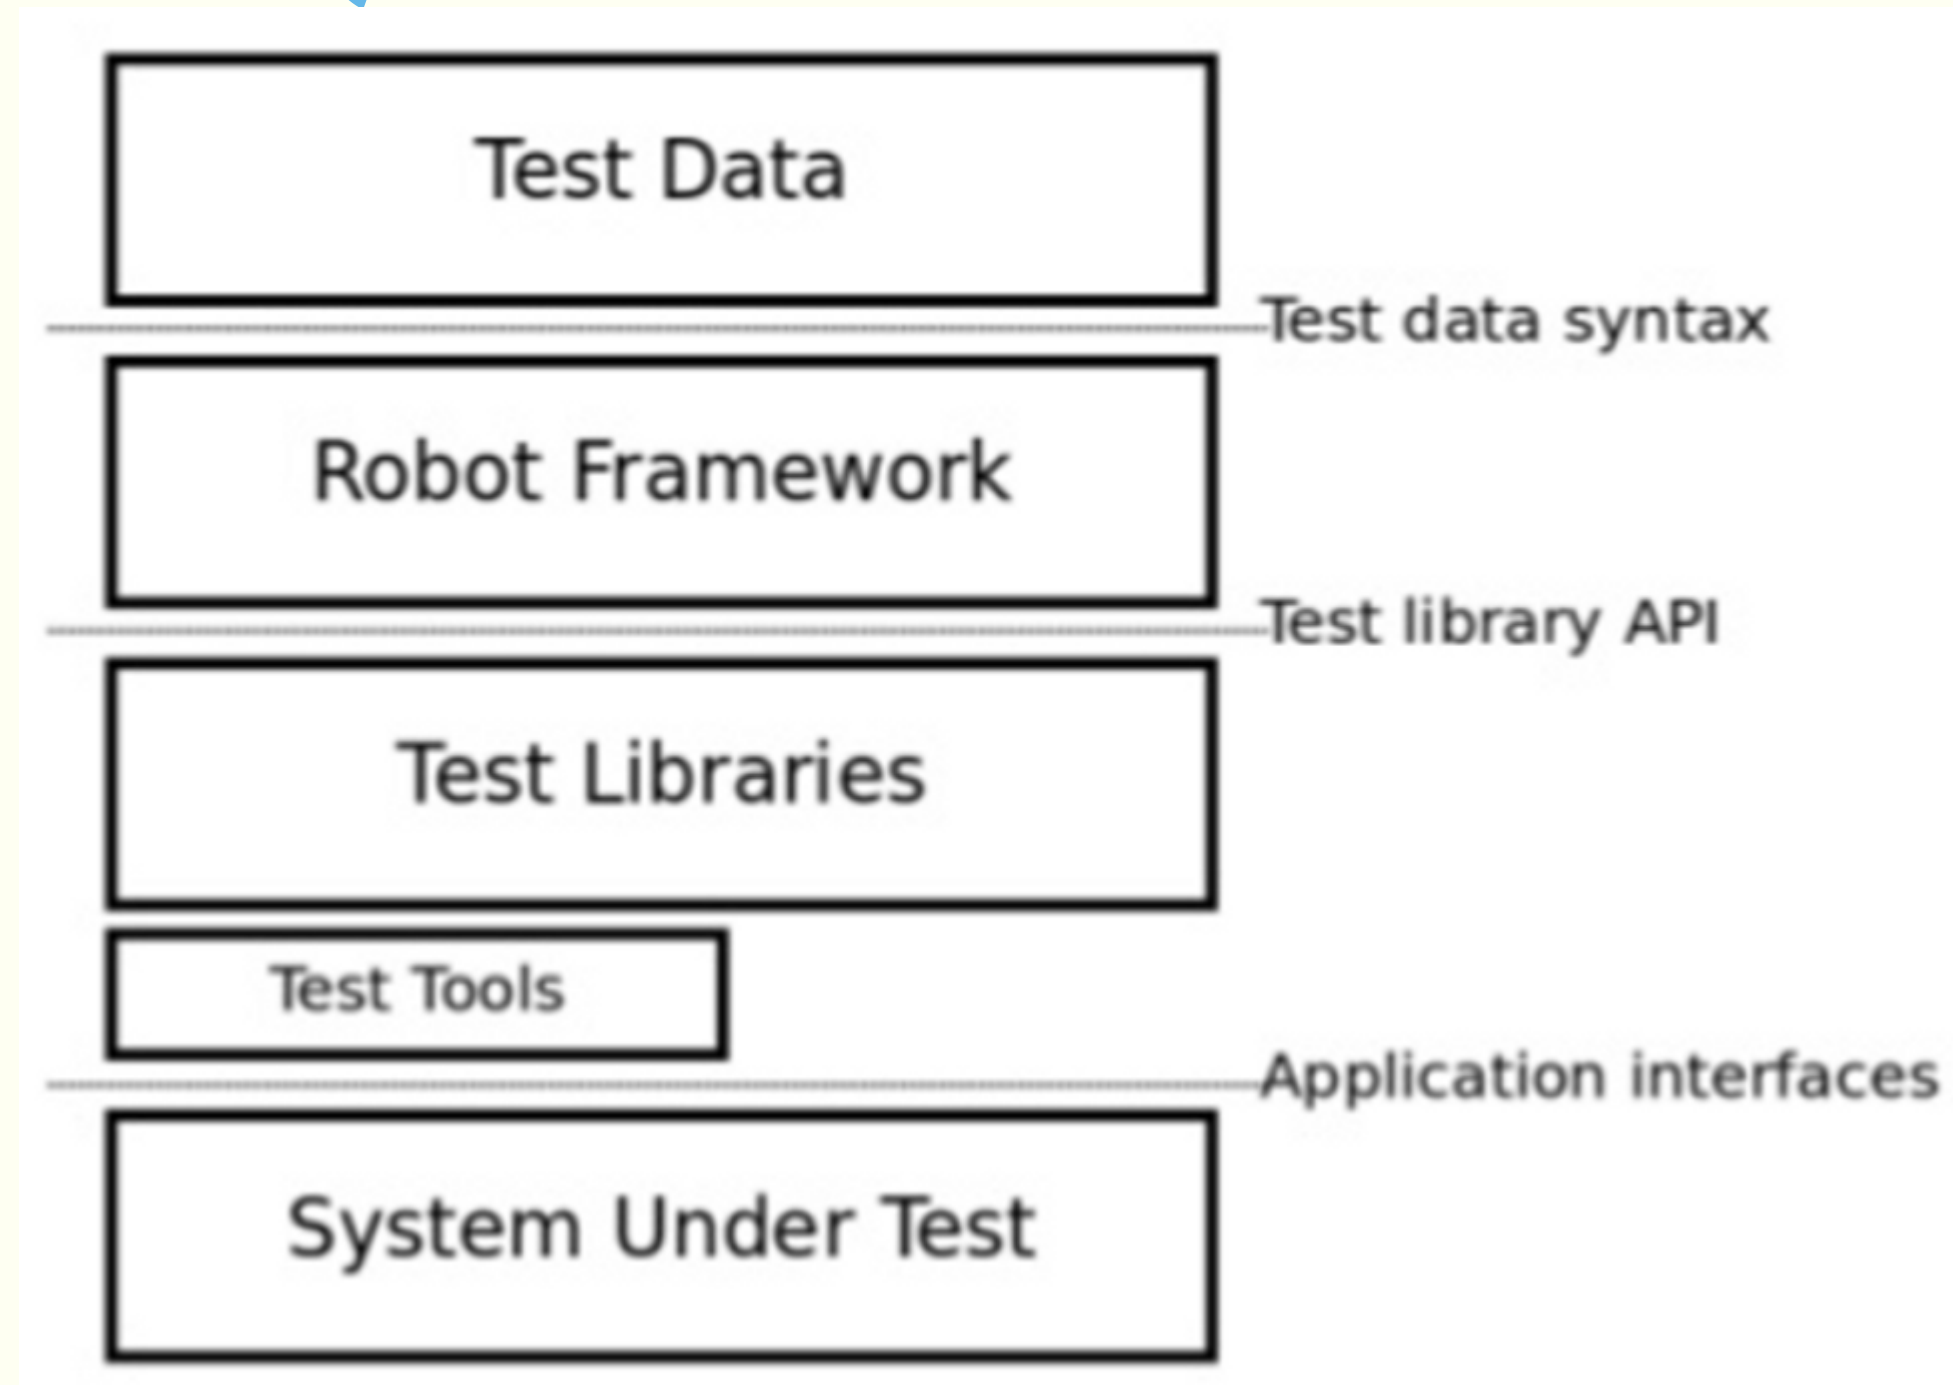 Test Data
Test data syntax
Robot Framework
Test library API
Test Libraries
Test Tools
Application interfaces
System Under Test